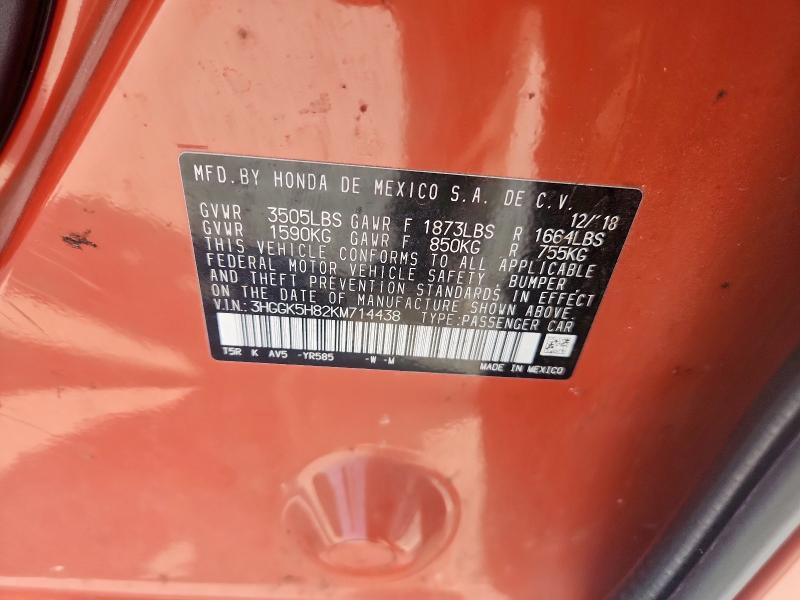 MFD.BY HONDA DE MEXICO S.A. DE C.V.
12/'18
GVWR 3505LBS GAWR F 1873LBS R 1664LBS
GVWR 1590KG GAWR F 850KG R 755KG
THIS VEHICLE CONFORMS TO ALL APPLICABLE
FEDERAL MOTOR VEHICLE SAFETY, BUMPER,
AND THEFT PREVENTION STANDARDS IN EFFECT
ON THE DATE OF MANUFACTURE SHOWN ABOVE.
V.I.N: 3HGGK5H82KM714438 TYPE:PASSENGER CAR
T5R K AV5 -YR585 -W -M
MADE IN MEXICO